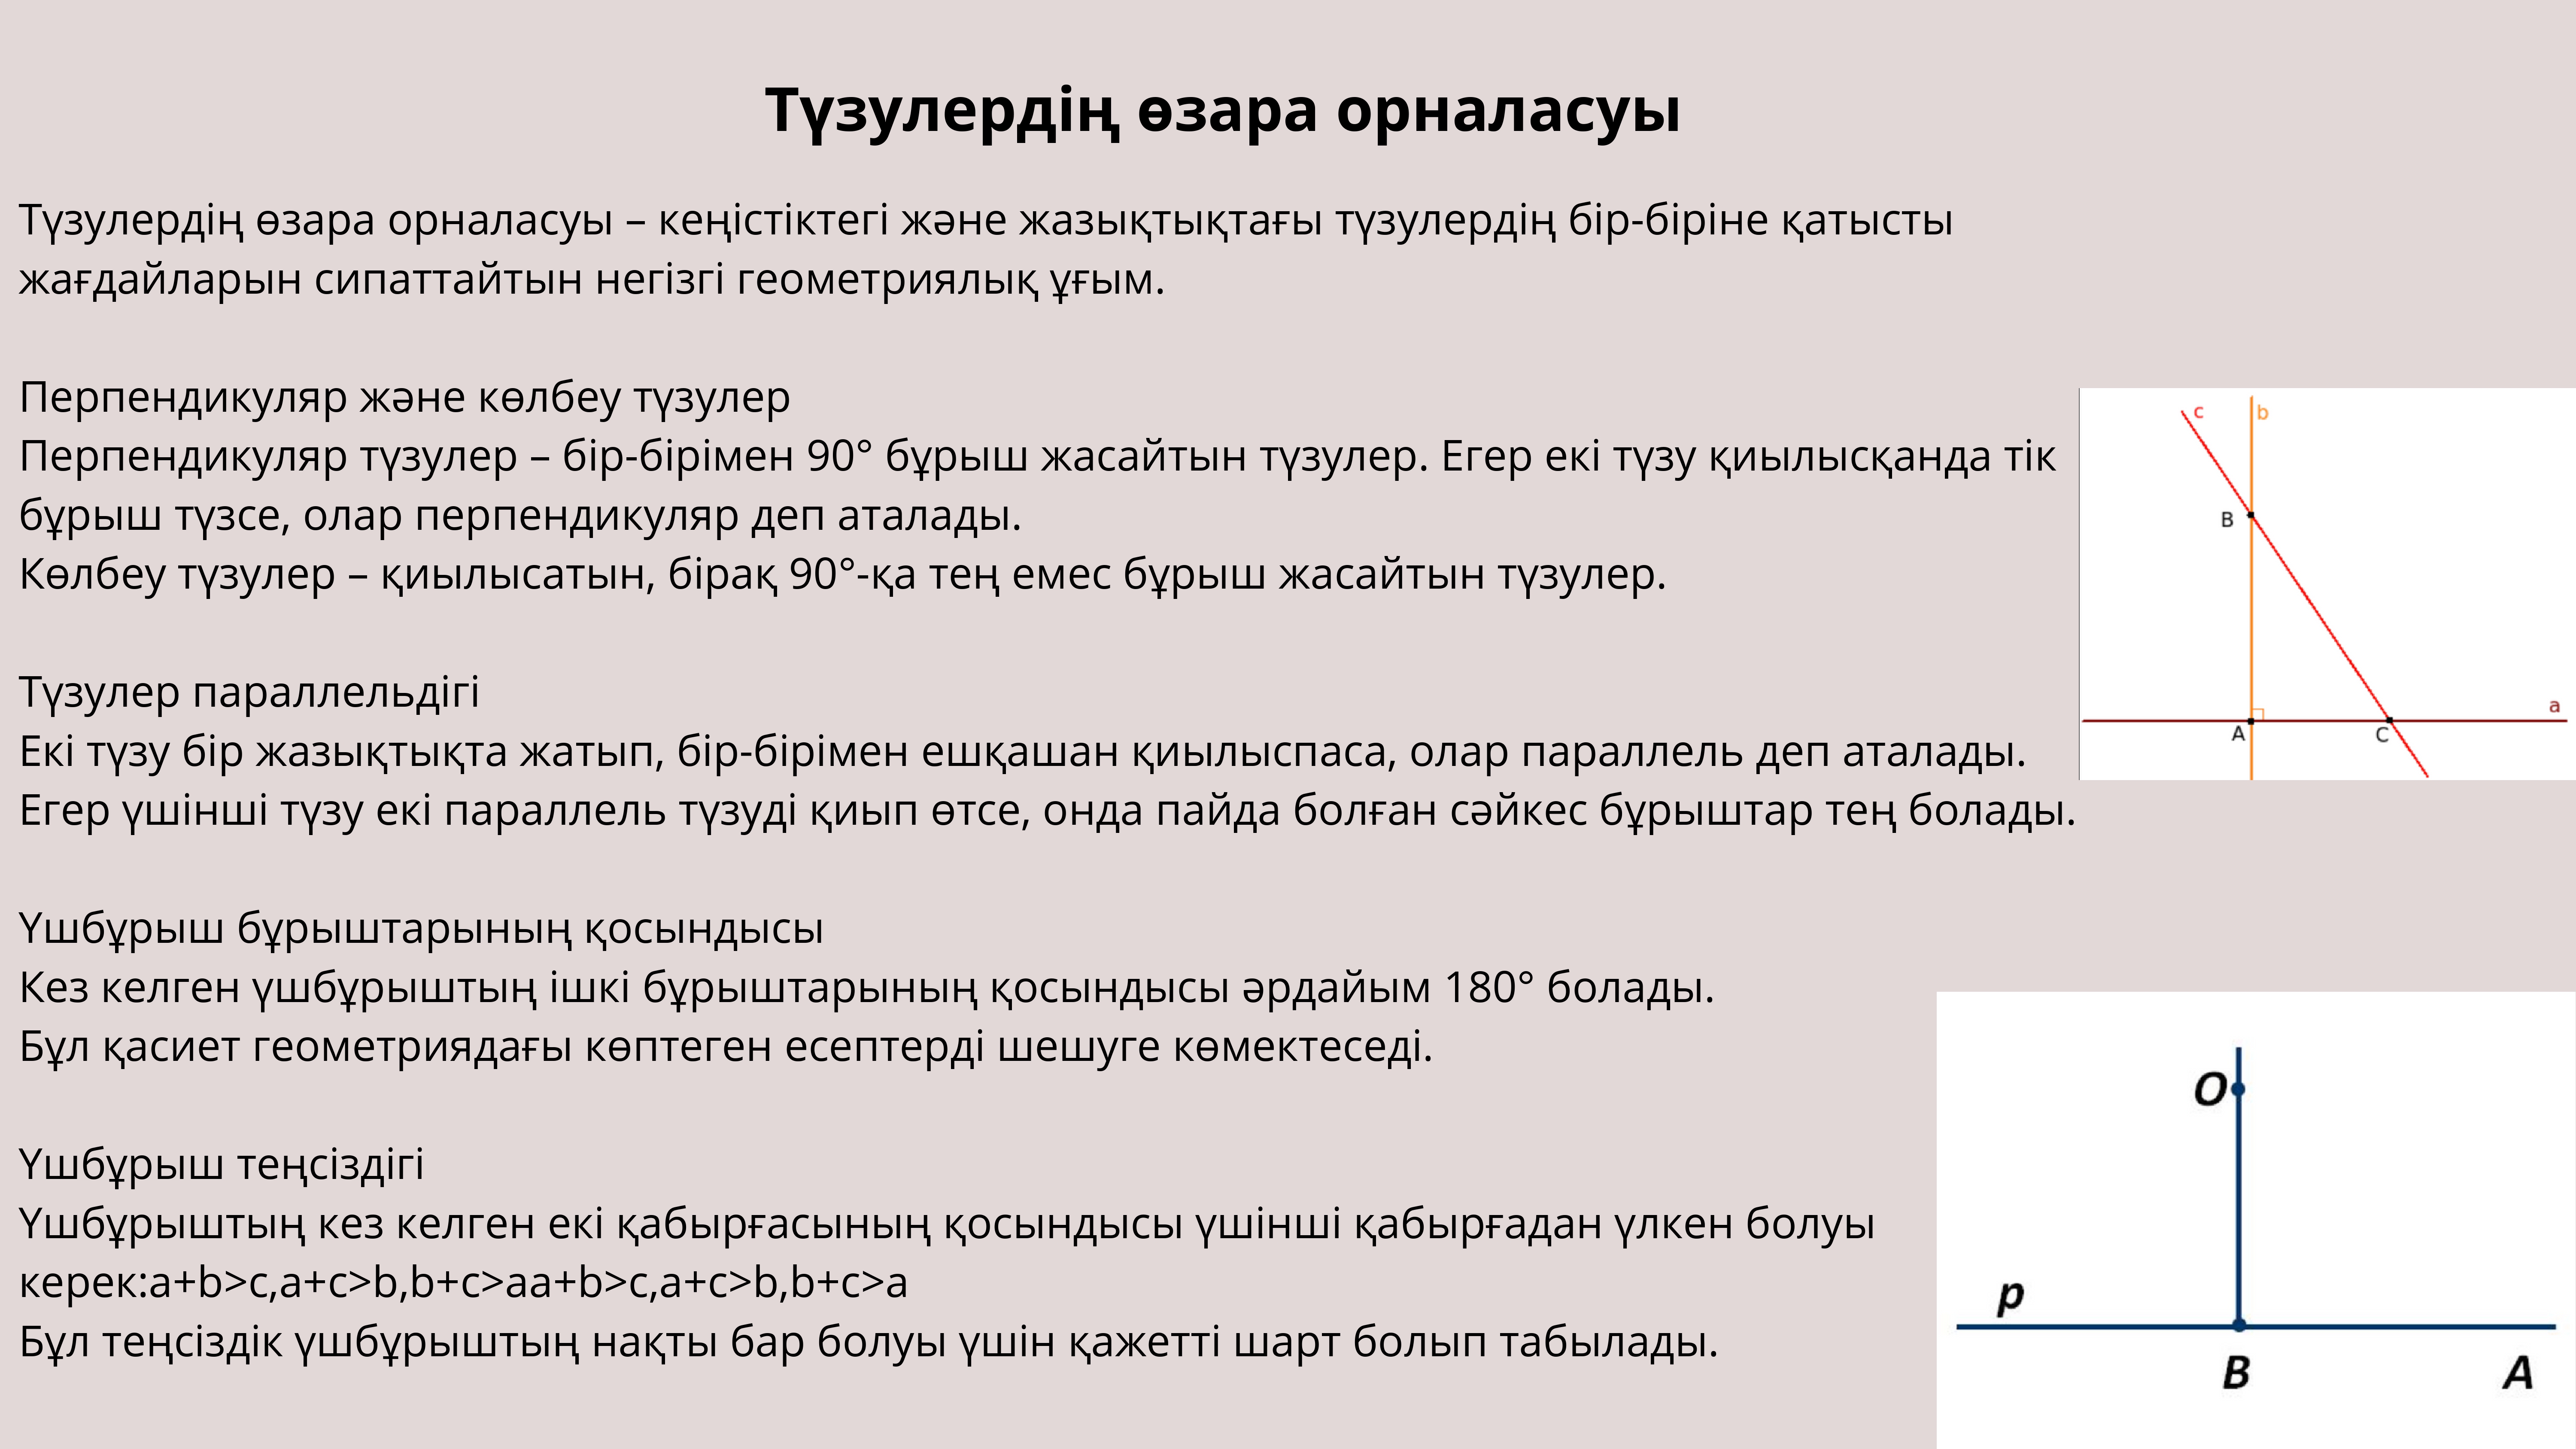 Түзулердің өзара орналасуы
Түзулердің өзара орналасуы – кеңістіктегі және жазықтықтағы түзулердің бір-біріне қатысты
жағдайларын сипаттайтын негізгі геометриялық ұғым.
Перпендикуляр және көлбеу түзулер
Перпендикуляр түзулер – бір-бірімен 90° бұрыш жасайтын түзулер. Егер екі түзу қиылысқанда тік
бұрыш түзсе, олар перпендикуляр деп аталады.
Көлбеу түзулер – қиылысатын, бірақ 90°-қа тең емес бұрыш жасайтын түзулер.
Түзулер параллельдігі
Екі түзу бір жазықтықта жатып, бір-бірімен ешқашан қиылыспаса, олар параллель деп аталады.
Егер үшінші түзу екі параллель түзуді қиып өтсе, онда пайда болған сәйкес бұрыштар тең болады.
Үшбұрыш бұрыштарының қосындысы
Кез келген үшбұрыштың ішкі бұрыштарының қосындысы әрдайым 180° болады.
Бұл қасиет геометриядағы көптеген есептерді шешуге көмектеседі.
Үшбұрыш теңсіздігі
Үшбұрыштың кез келген екі қабырғасының қосындысы үшінші қабырғадан үлкен болуы
керек:a+b>c,a+c>b,b+c>aa+b>c,a+c>b,b+c>a
Бұл теңсіздік үшбұрыштың нақты бар болуы үшін қажетті шарт болып табылады.
c b
B
a
A C
O
p
B A